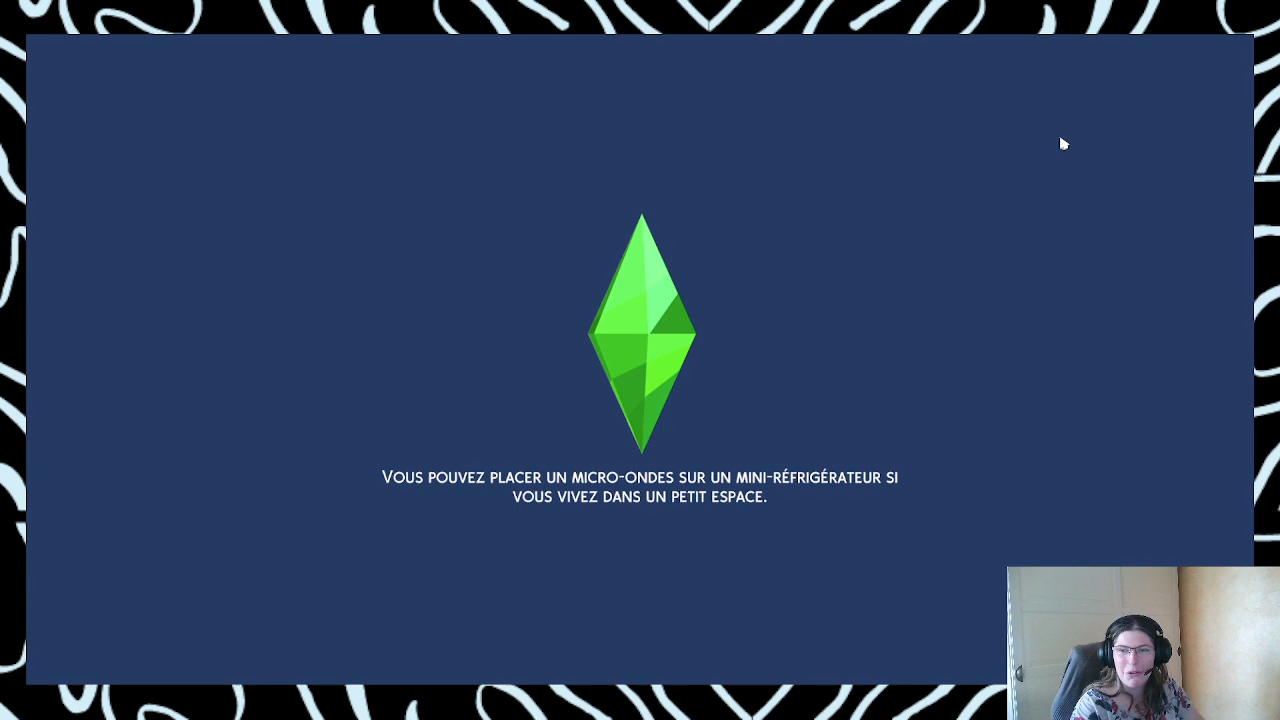 Vous pouvez placer un micro-ondes sur un mini-réfrigérateur si
vous vivez dans un petit espace.